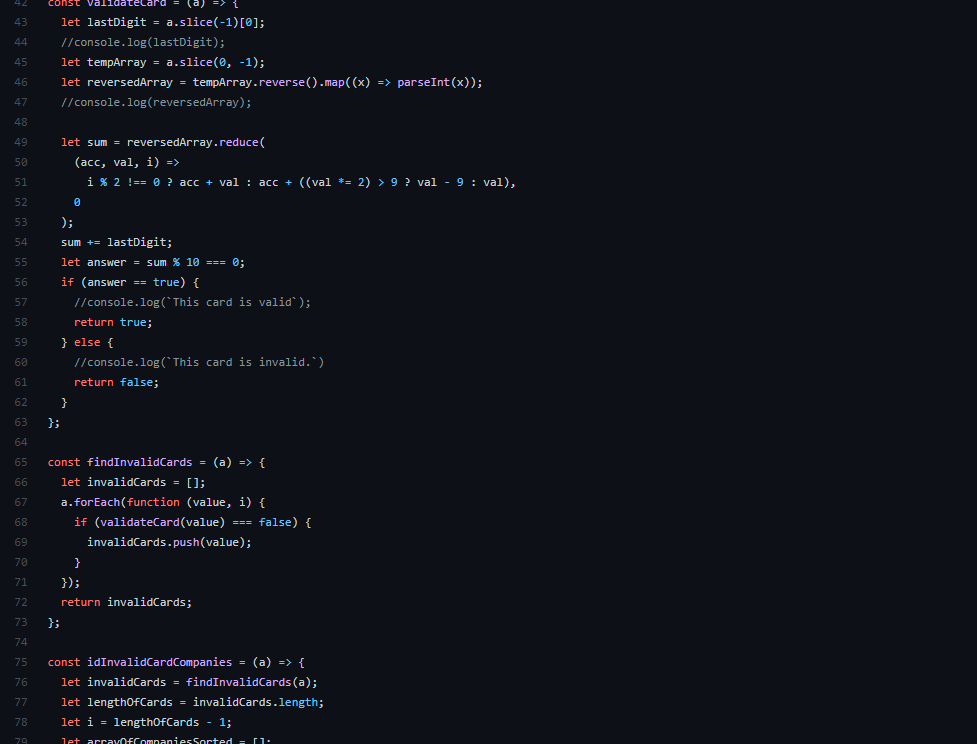 42 const validateCard = (a) => {
43 let lastDigit = a.slice(-1)[0];
44 //console.log(lastDigit);
45 let tempArray = a.slice(0, -1);
46 let reversedArray = tempArray.reverse().map((x) => parseInt(x));
47 //console.log(reversedArray);
48
49 let sum = reversedArray.reduce(
50 (acc, val, i) =>
51 i % 2 !== 0 ? acc + val : acc + ((val *= 2) > 9 ? val - 9 : val),
52 0
53 );
54 sum += lastDigit;
55 let answer = sum % 10 === 0;
56 if (answer == true) {
57 //console.log(`This card is valid`);
58 return true;
59 } else {
60 //console.log(`This card is invalid.`)
61 return false;
62 }
63 };
64
65 const findInvalidCards = (a) => {
66 let invalidCards = [];
67 a.forEach(function (value, i) {
68 if (validateCard(value) === false) {
69 invalidCards.push(value);
70 }
71 });
72 return invalidCards;
73 };
74
75 const idInvalidCardCompanies = (a) => {
76 let invalidCards = findInvalidCards(a);
77 let lengthOfCards = invalidCards.length;
78 let i = lengthOfCards - 1;
79 let arrayOfCompaniesSorted = [];